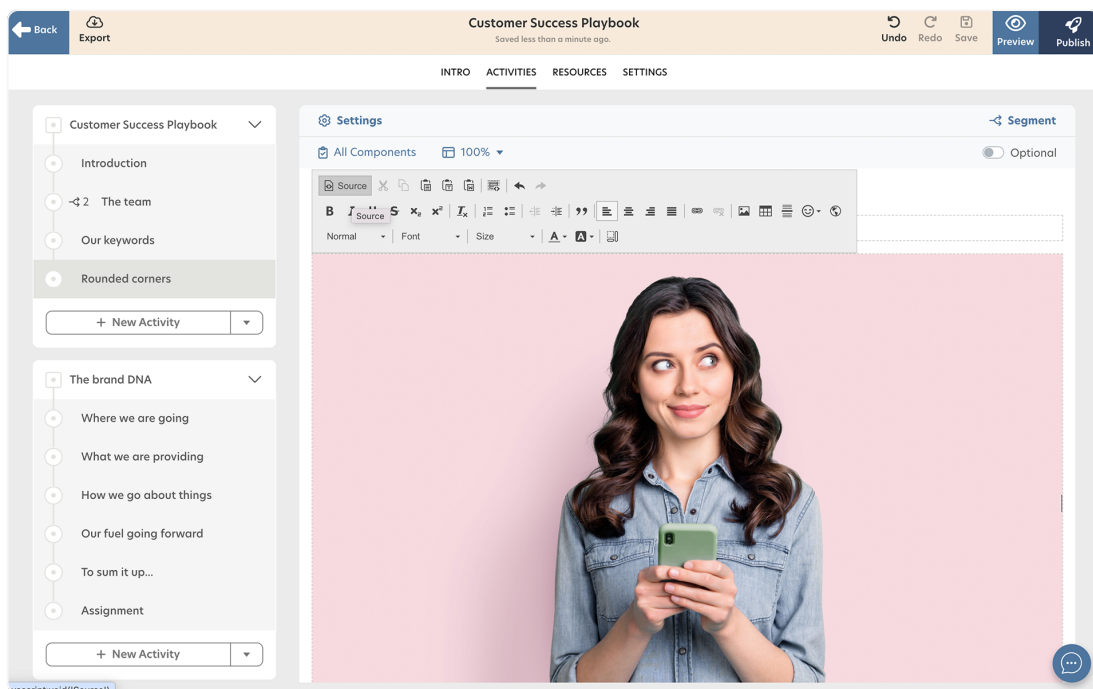 Back
Export
Customer Success Playbook
Saved less than a minute ago.
Undo
Redo
Save
Preview
Publish
INTRO ACTIVITIES RESOURCES SETTINGS
Customer Success Playbook
Introduction
2 The team
Our keywords
Rounded corners
+ New Activity
The brand DNA
Where we are going
What we are providing
How we go about things
Our fuel going forward
To sum it up...
Assignment
+ New Activity
Settings
Segment
All Components
100%
Optional
Source
Source
Normal
Font
Size